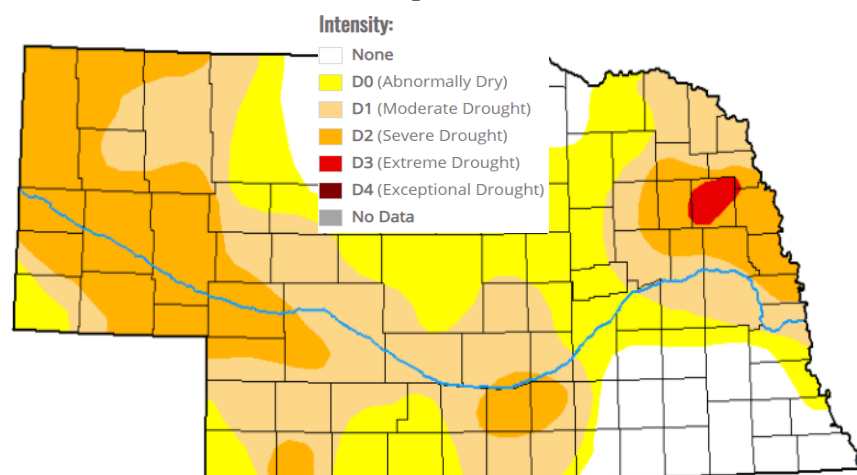 Intensity:
None
D0 (Abnormally Dry)
D1 (Moderate Drought)
D2 (Severe Drought)
D3 (Extreme Drought)
D4 (Exceptional Drought)
No Data